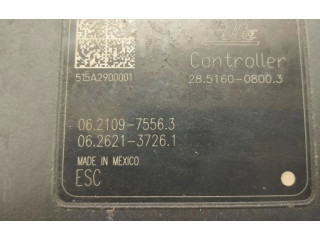 Controller
515A2900001
28.5160-0800.3
06.2109-7556.3
06.2621-3726.1
MADE IN MEXICO
ESC